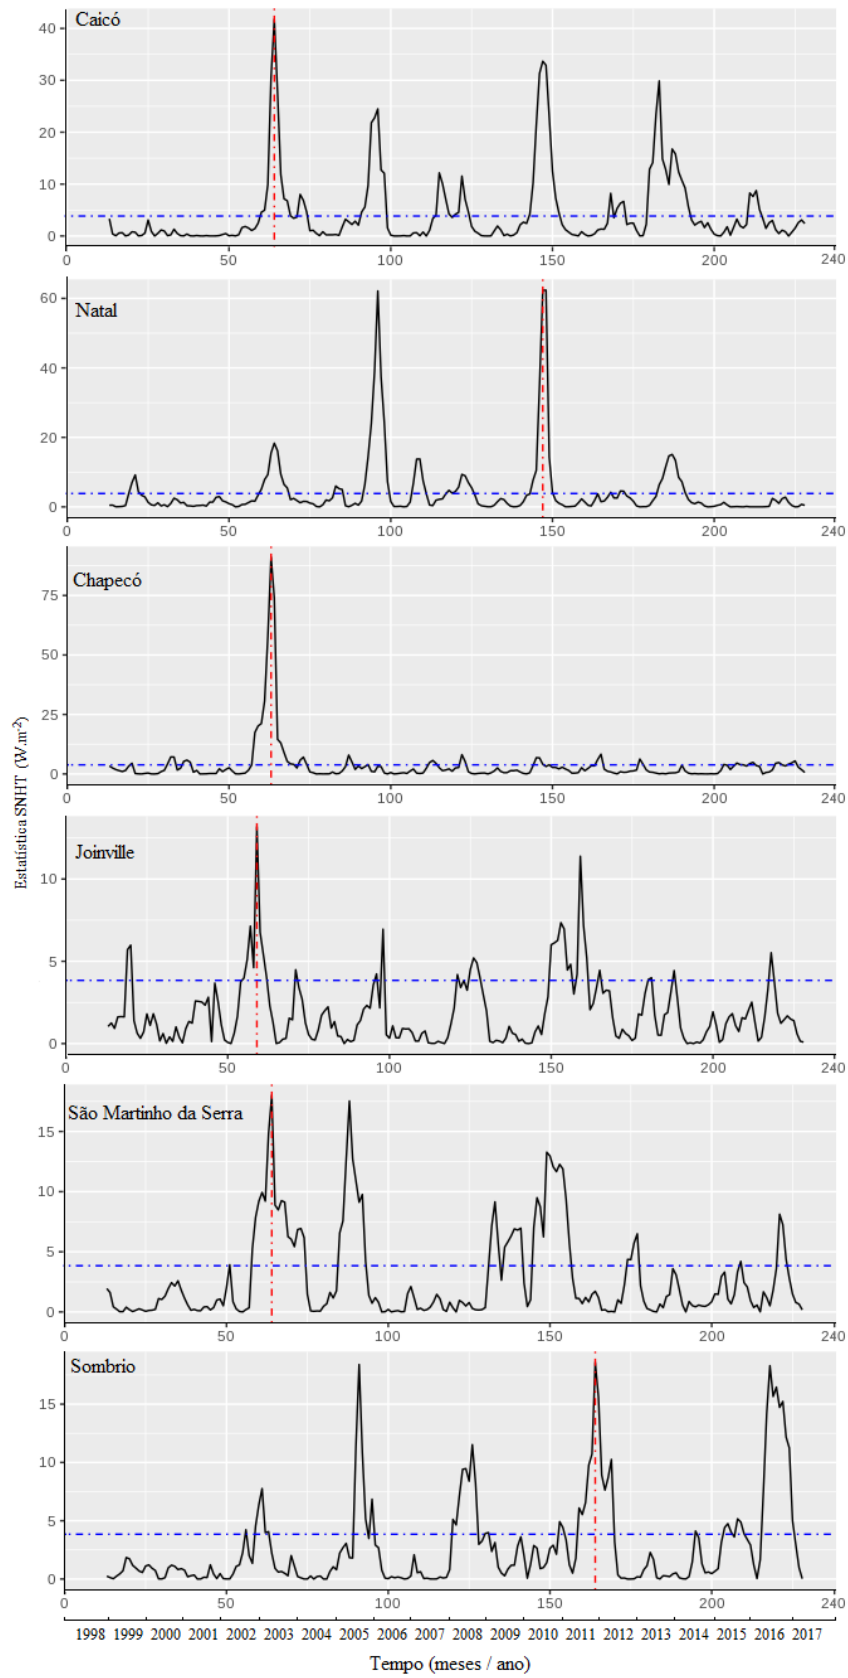 Caicó
40
30
20
10
0
0 50 100 150 200 240
Natal
60
40
20
0
0 50 100 150 200 240
Chapecó
75
50
25
0
0 50 100 150 200 240
Estatística SNHT (W.m⁻²)
Joinville
10
5
0
0 50 100 150 200 240
São Martinho da Serra
15
10
5
0
0 50 100 150 200 240
Sombrio
15
10
5
0
0 50 100 150 200 240
1998 1999 2000 2001 2002 2003 2004 2005 2006 2007 2008 2009 2010 2011 2012 2013 2014 2015 2016 2017
Tempo (meses / ano)